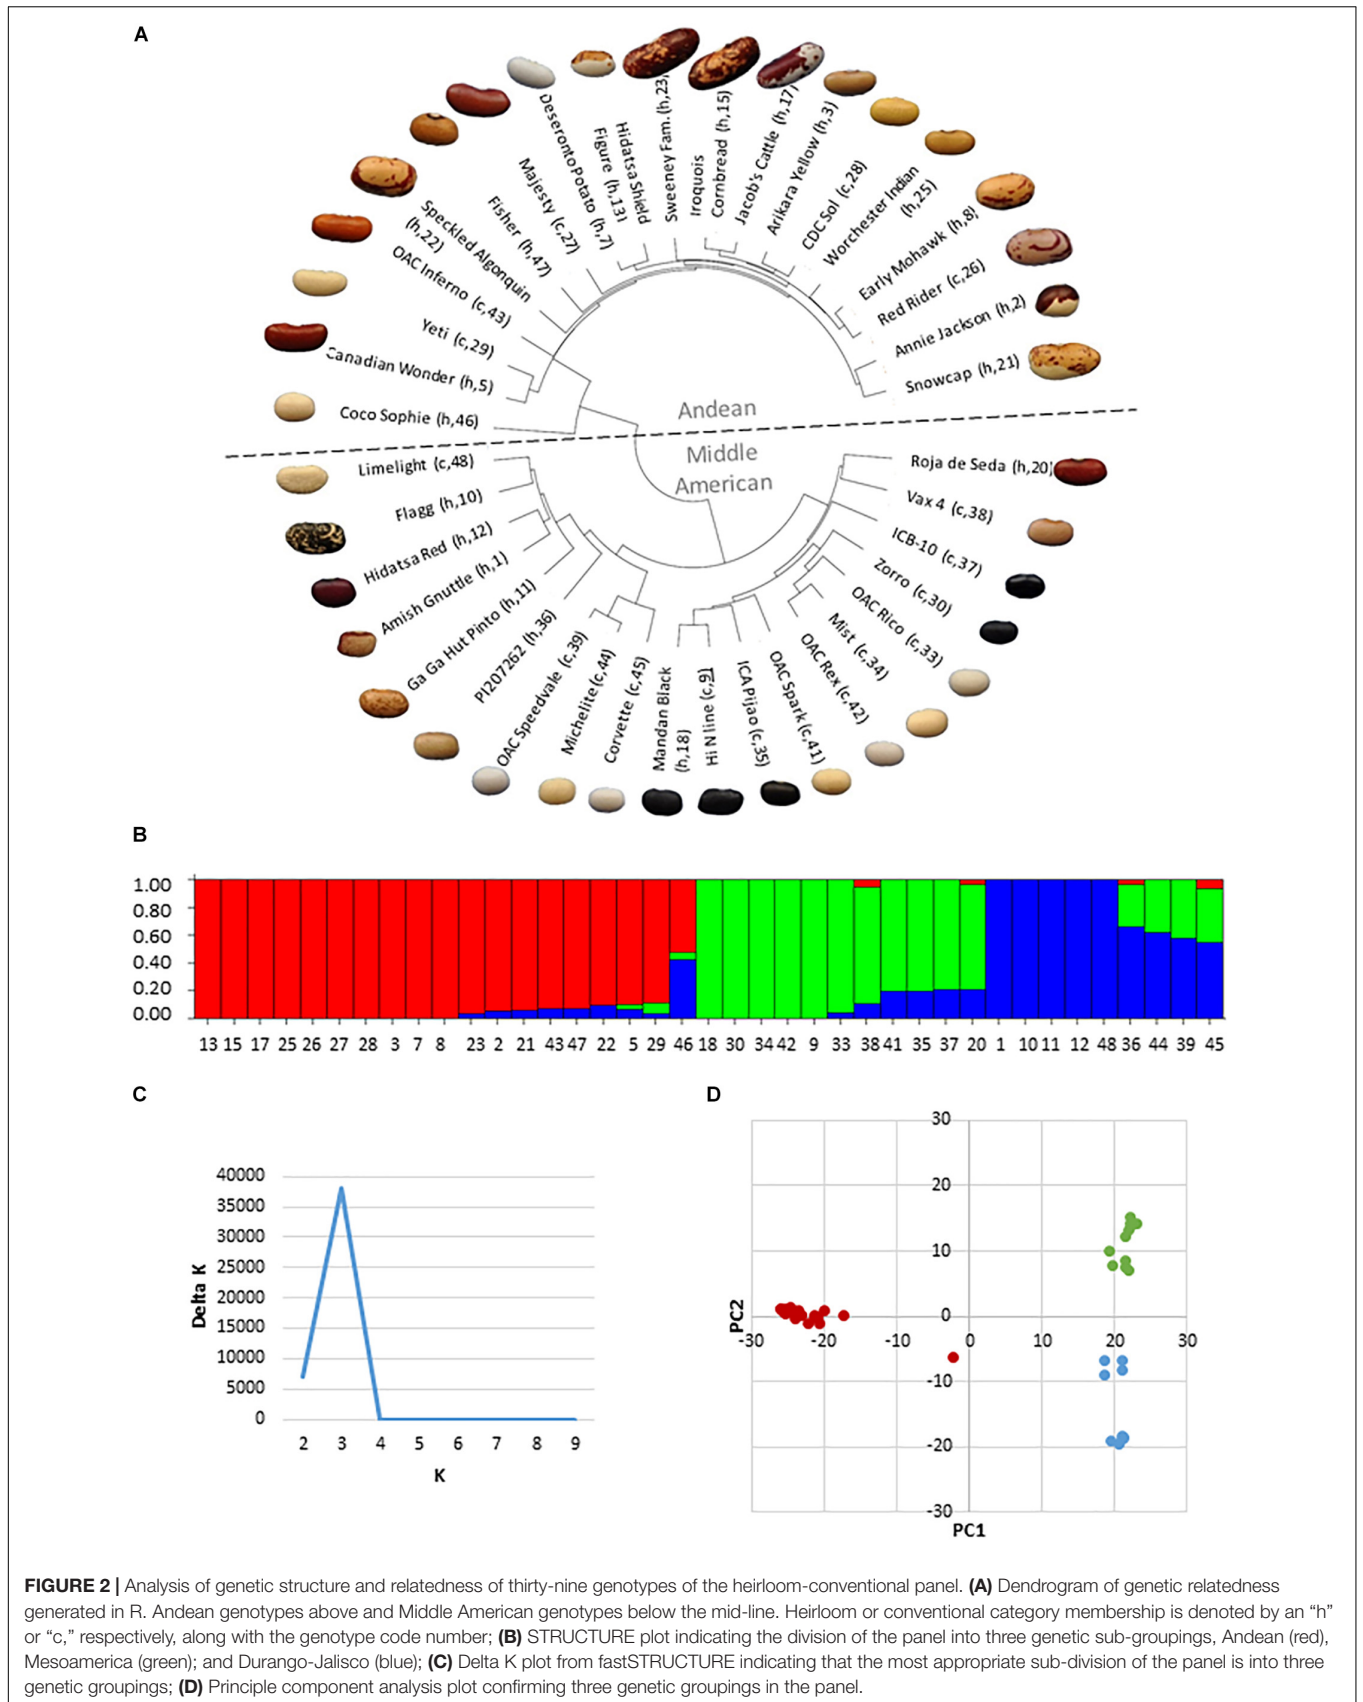 A
Deseronto Potato (h,7)
Hidatsa Shield
Figure (h,13)
Sweeney Fam. (h,23)
Iroquois
Cornbread (h,15)
Jacob's Cattle (h,17)
Arikara Yellow (h,3)
CDC Sol (c,28)
Worchester Indian
(h,25)
Early Mohawk (h,8)
Red Rider (c,26)
Annie Jackson (h,2)
Snowcap (h,21)
Majesty (c,27)
Fisher (h,47)
Speckled Algonquin
(h,22)
OAC Inferno (c,43)
Yeti (c,29)
Canadian Wonder (h,5)
Coco Sophie (h,46)
Andean
Middle
American
Limelight (c,48)
Flagg (h,10)
Hidatsa Red (h,12)
Amish Gnuttle (h,1)
Ga Ga Hut Pinto (h,11)
PI207262 (h,36)
OAC Speedvale (c,39)
Michelite (c,44)
Corvette (c,45)
Mandan Black
(h,18)
Hi N line (c,9)
ICA Pijao (c,35)
OAC Spark (c,41)
OAC Rex (c,42)
Mist (c,34)
OAC Rico (c,33)
Zorro (c,30)
ICB-10 (c,37)
Vax 4 (c,38)
Roja de Seda (h,20)
B
1.00
0.80
0.60
0.40
0.20
0.00
13 15 17 25 26 27 28 3 7 8 23 2 21 43 47 22 5 29 46 18 30 34 42 9 33 38 41 35 37 20 1 10 11 12 48 36 44 39 45
C
40000
35000
30000
25000
20000
15000
10000
5000
0
Delta K
2 3 4 5 6 7 8 9
K
D
30
20
10
0
-10
-20
-30
PC2
-30 -20 -10 0 10 20 30
PC1
FIGURE 2 | Analysis of genetic structure and relatedness of thirty-nine genotypes of the heirloom-conventional panel. (A) Dendrogram of genetic relatedness
generated in R. Andean genotypes above and Middle American genotypes below the mid-line. Heirloom or conventional category membership is denoted by an “h”
or “c,” respectively, along with the genotype code number; (B) STRUCTURE plot indicating the division of the panel into three genetic sub-groupings, Andean (red),
Mesoamerica (green); and Durango-Jalisco (blue); (C) Delta K plot from fastSTRUCTURE indicating that the most appropriate sub-division of the panel is into three
genetic groupings; (D) Principle component analysis plot confirming three genetic groupings in the panel.